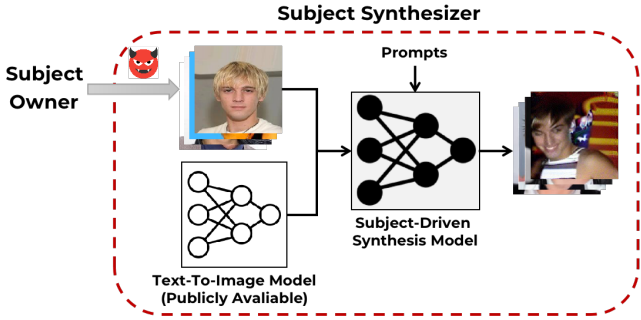 Subject Synthesizer
Subject
Owner
Prompts
Subject-Driven
Synthesis Model
Text-To-Image Model
(Publicly Avaliable)